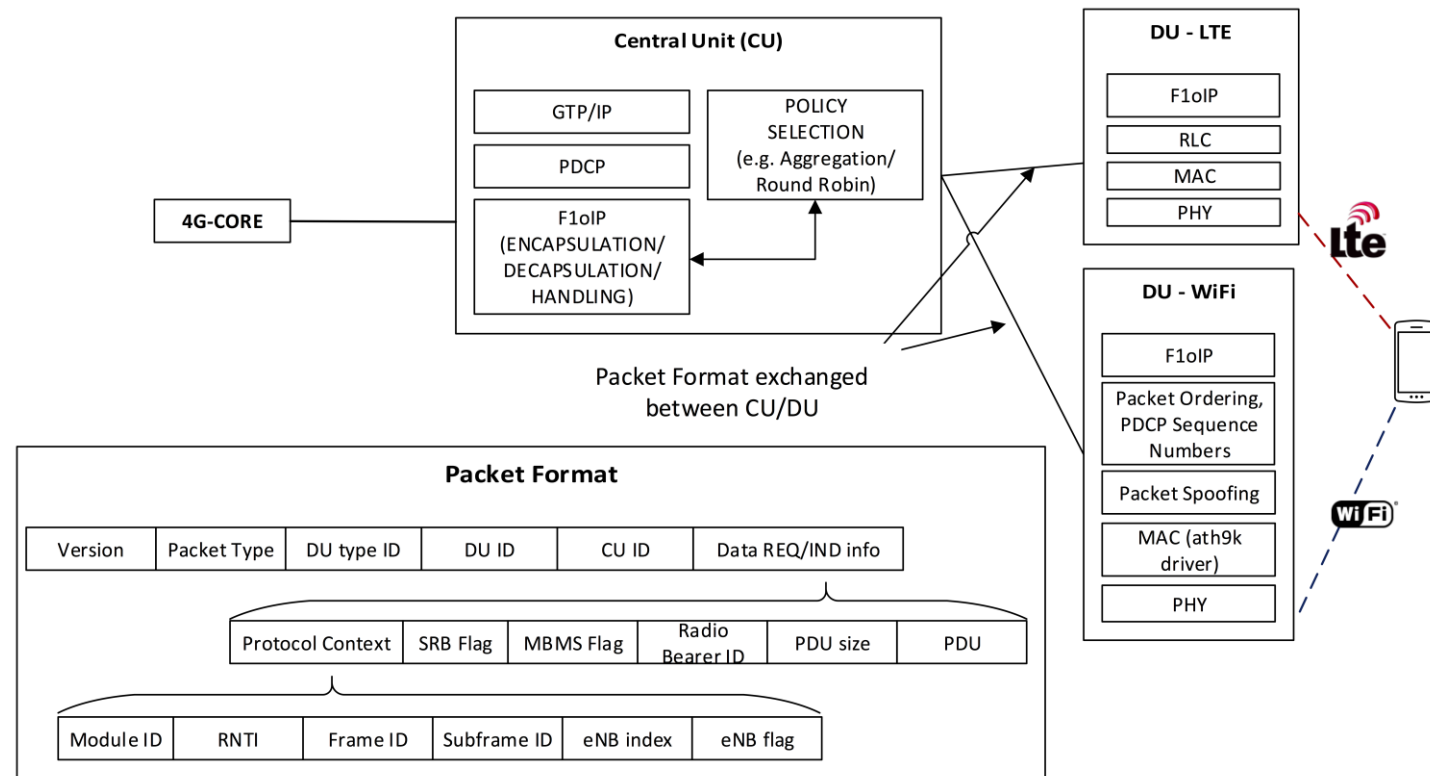 Central Unit (CU)
GTP/IP
PDCP
F1oIP
(ENCAPSULATION/
DECAPSULATION/
HANDLING)
POLICY
SELECTION
(e.g. Aggregation/
Round Robin)
4G-CORE
DU - LTE
F1oIP
RLC
MAC
PHY
Lte
DU - WiFi
F1oIP
Packet Ordering,
PDCP Sequence
Numbers
Packet Spoofing
MAC (ath9k
driver)
PHY
WiFi
Packet Format exchanged
between CU/DU
Packet Format
Version Packet Type DU type ID DU ID CU ID Data REQ/IND info
Protocol Context SRB Flag MBMS Flag Radio
Bearer ID PDU size PDU
Module ID RNTI Frame ID Subframe ID eNB index eNB flag